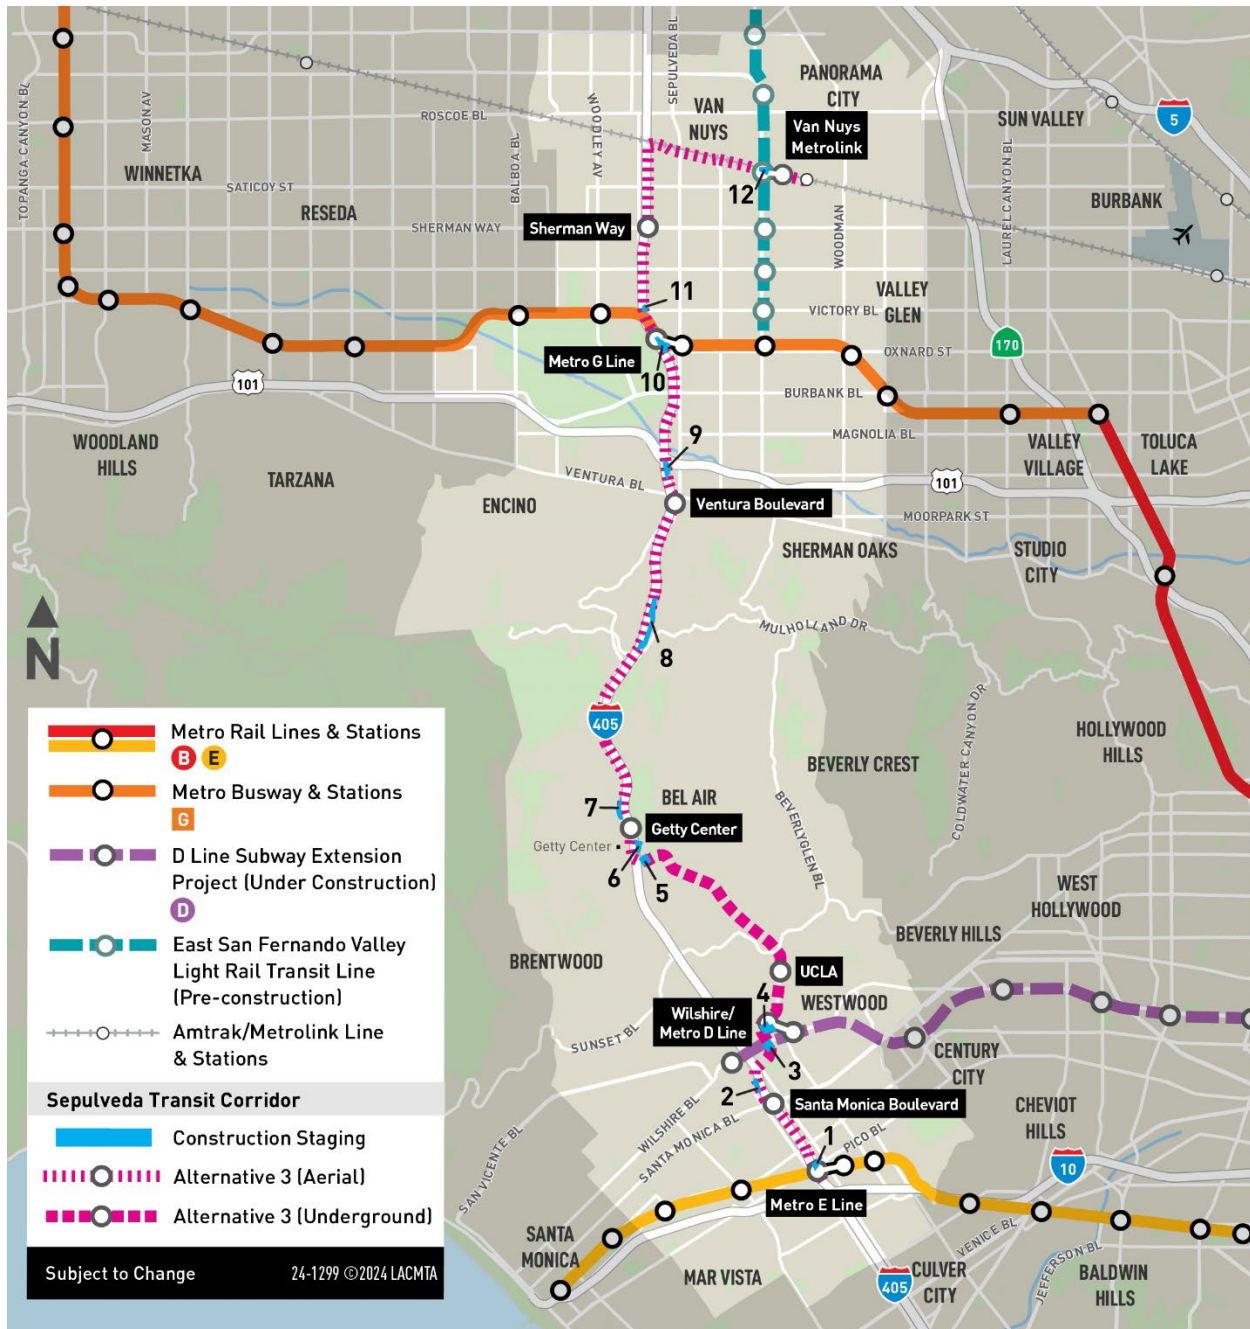 TOPANGA CANYON BL
MASON AV
WINNETKA
SATICOY ST
RESEDA
ROSCOE BL
BALBOA BL
SHERMAN WAY
WOODLEY AV
SEPULVEDA BL
VAN
NUYS
PANORAMA
CITY
Van Nuys
Metrolink
12
SUN VALLEY
5
LAUREL CANYON BL
BURBANK
WOODMAN
Sherman Way
11
VICTORY BL
VALLEY
GLEN
OXNARD ST
170
Metro G Line
10
BURBANK BL
MAGNOLIA BL
101
WOODLAND
HILLS
TARZANA
VENTURA BL
9
VALLEY
VILLAGE
TOLUCA
LAKE
101
ENCINO
Ventura Boulevard
MOORPARK ST
SHERMAN OAKS
STUDIO
CITY
MULHOLLAND DR
8
N
405
COLDWATER CANYON DR
HOLLYWOOD
HILLS
BEVERLY CREST
BEVERLY GLEN BL
7
BEL AIR
Getty Center
Getty Center
6
5
WEST
HOLLYWOOD
BEVERLY HILLS
BRENTWOOD
UCLA
4
WESTWOOD
Wilshire/
Metro D Line
SUNSET BL
3
CENTURY
CITY
2
Santa Monica Boulevard
WILSHIRE BL
SANTA MONICA BL
CHEVIOT
HILLS
1
PICO BL
10
SAN VICENTE BL
Metro E Line
VENICE BL
SANTA
MONICA
MAR VISTA
405
CULVER
CITY
JEFFERSON BL
BALDWIN
HILLS
Metro Rail Lines & Stations
B E
Metro Busway & Stations
G
D Line Subway Extension
Project (Under Construction)
D
East San Fernando Valley
Light Rail Transit Line
(Pre-construction)
Amtrak/Metrolink Line
& Stations
Sepulveda Transit Corridor
Construction Staging
Alternative 3 (Aerial)
Alternative 3 (Underground)
Subject to Change 24-1299 ©2024 LACMTA